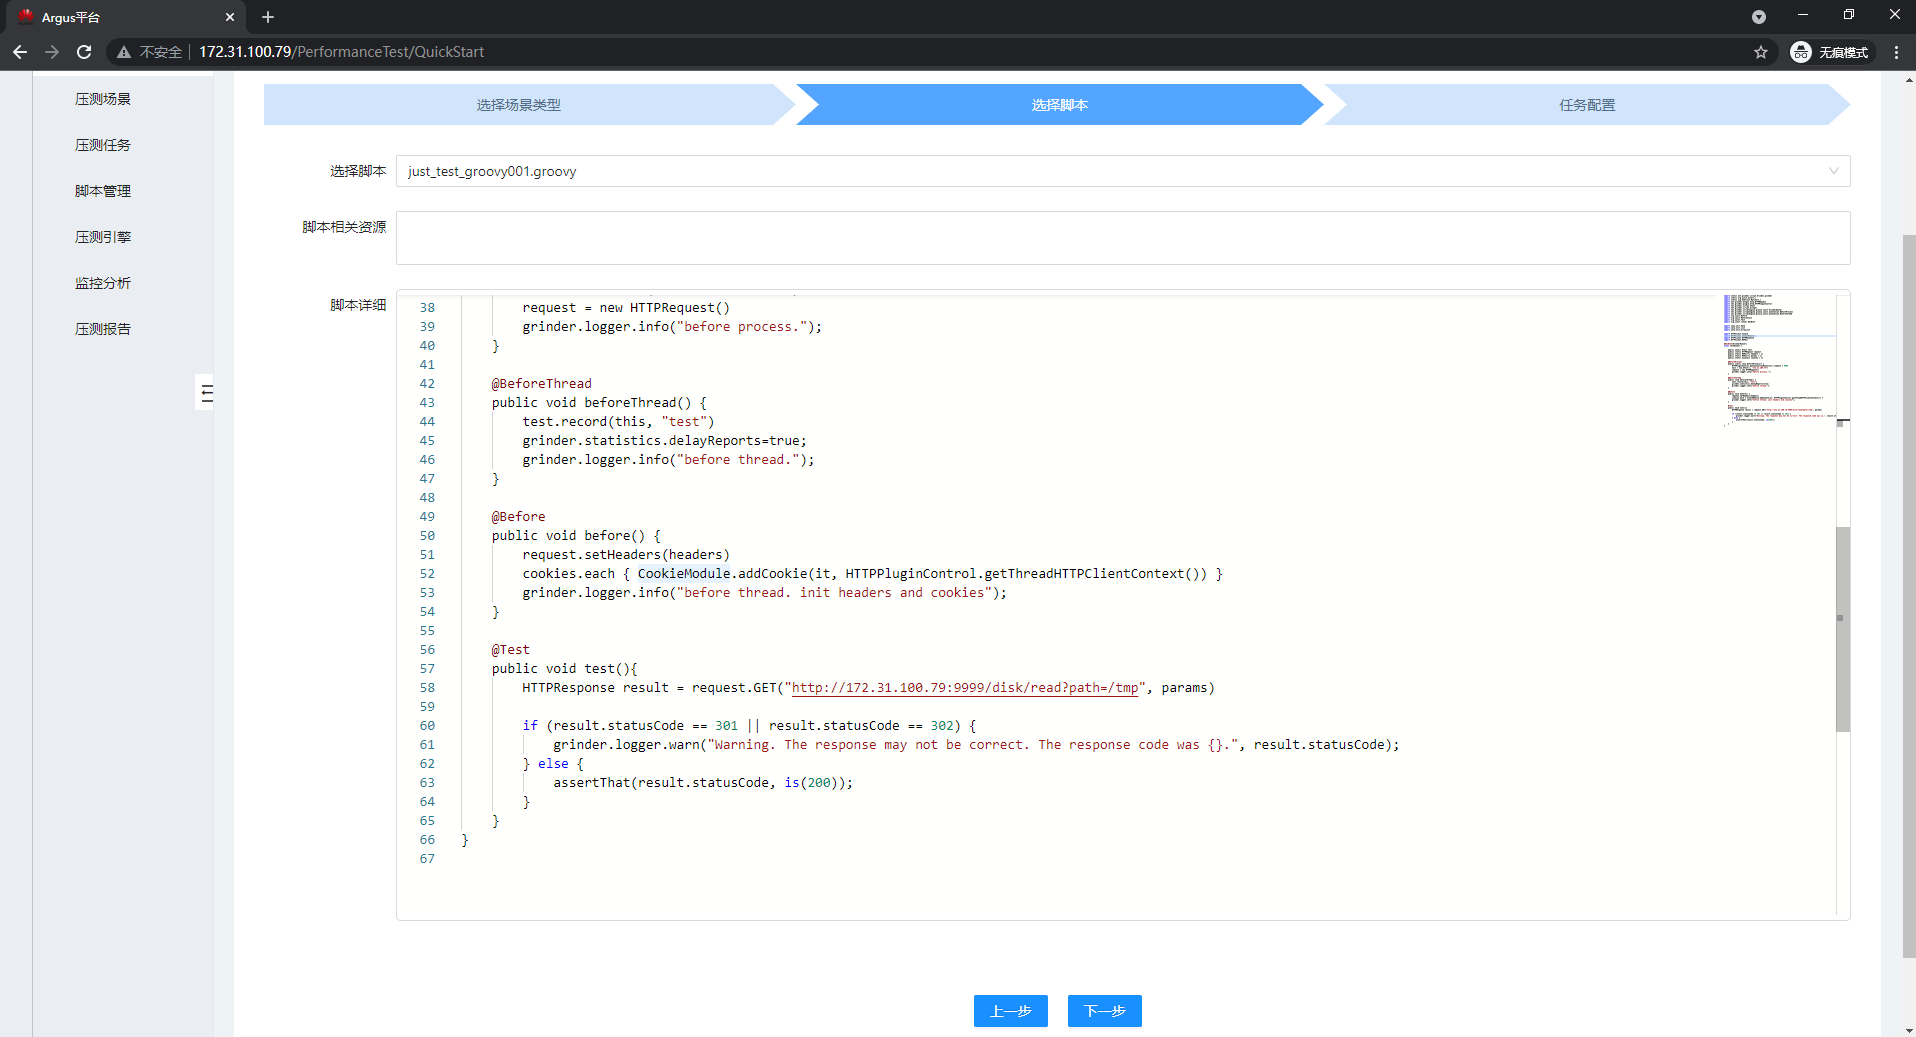 Argus平台
不安全 172.31.100.79/PerformanceTest/QuickStart
无痕模式
压测场景
压测任务
脚本管理
压测引擎
监控分析
压测报告
选择场景类型
选择脚本
任务配置
选择脚本
just_test_groovy001.groovy
脚本相关资源
脚本详细
38 request = new HTTPRequest()
39 grinder.logger.info("before process.");
40 }
41
42 @BeforeThread
43 public void beforeThread() {
44 test.record(this, "test")
45 grinder.statistics.delayReports=true;
46 grinder.logger.info("before thread.");
47 }
48
49 @Before
50 public void before() {
51 request.setHeaders(headers)
52 cookies.each { CookieModule.addCookie(it, HTTPPluginControl.getThreadHTTPClientContext()) }
53 grinder.logger.info("before thread. init headers and cookies");
54 }
55
56 @Test
57 public void test(){
58 HTTPResponse result = request.GET("http://172.31.100.79:9999/disk/read?path=/tmp", params)
59
60 if (result.statusCode == 301 || result.statusCode == 302) {
61 grinder.logger.warn("Warning. The response may not be correct. The response code was {}.", result.statusCode);
62 } else {
63 assertThat(result.statusCode, is(200));
64 }
65 }
66 }
67
上一步
下一步